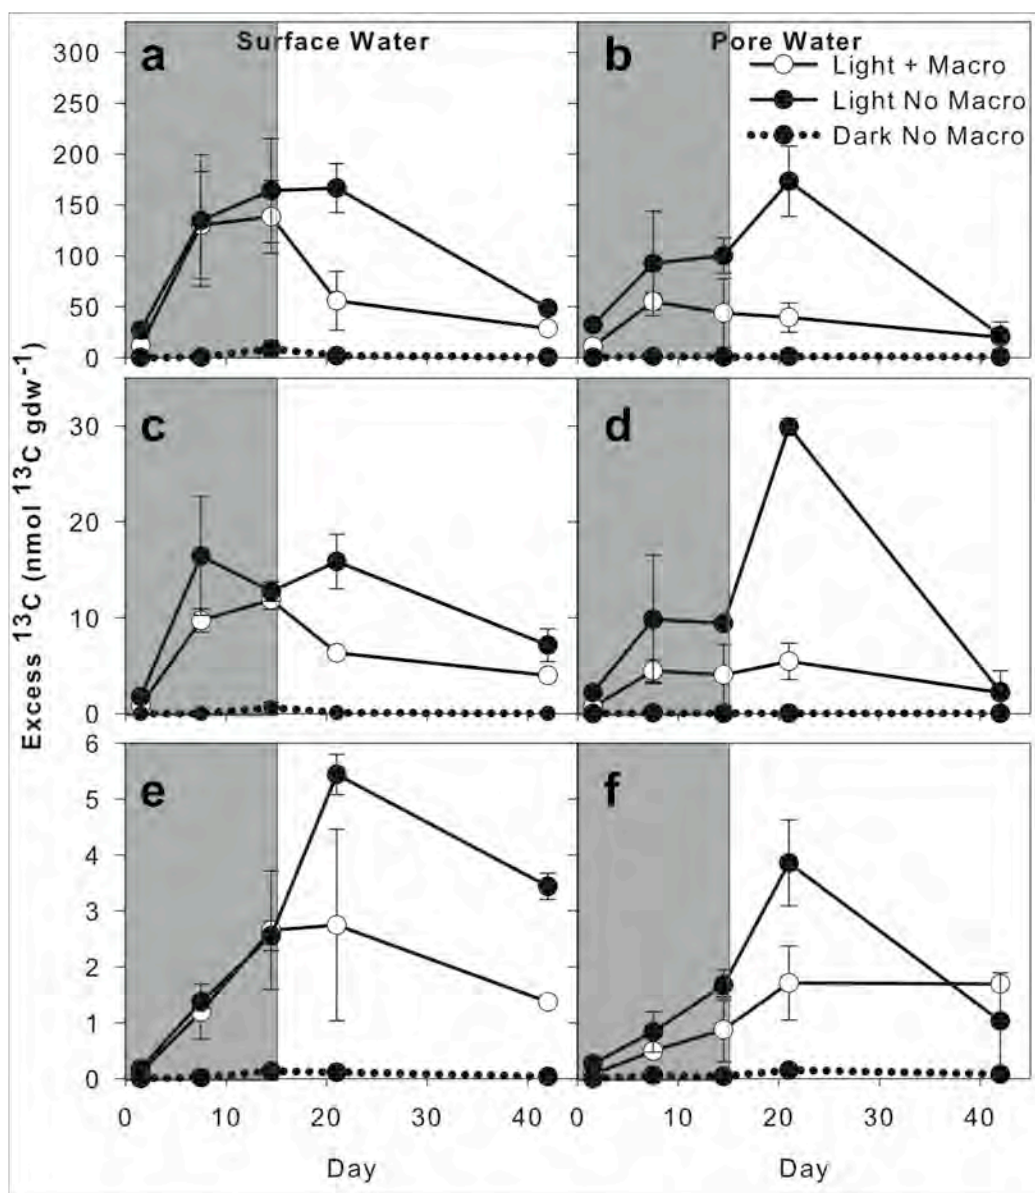 Surface Water
Pore Water
a
b
Light + Macro
Light No Macro
Dark No Macro
300
250
200
150
100
50
0
c
d
30
20
10
0
e
f
6
5
4
3
2
1
0
Excess ¹³C (nmol ¹³C gdw⁻¹)
0 10 20 30 40 0 10 20 30 40
Day Day